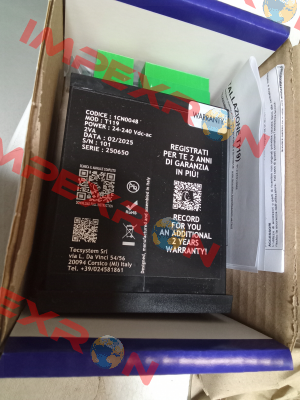 CODICE : 1CN0048
MOD : T119
POWER : 24-240 Vdc-ac
2VA
DATA : 02/2025
S/N : 101
SERIE : 250650
WARRANTY
REGISTRATI
PER TE 2 ANNI
DI GARANZIA
IN PIÙ!
RoHS
Designed, manufactured and assembled in Italy
RECORD
FOR YOU
AN ADDITIONAL
2 YEARS
WARRANTY!
Tecsystem Srl
via L. Da Vinci 54/56
20094 Corsico (MI) Italy
Tel. +39/024581861
IMPEXRON